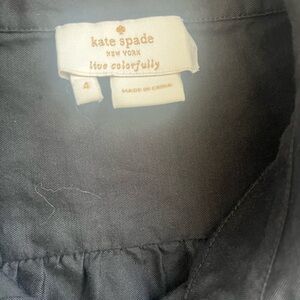 kate spade
NEW YORK
live colorfully
4
MADE IN CHINA